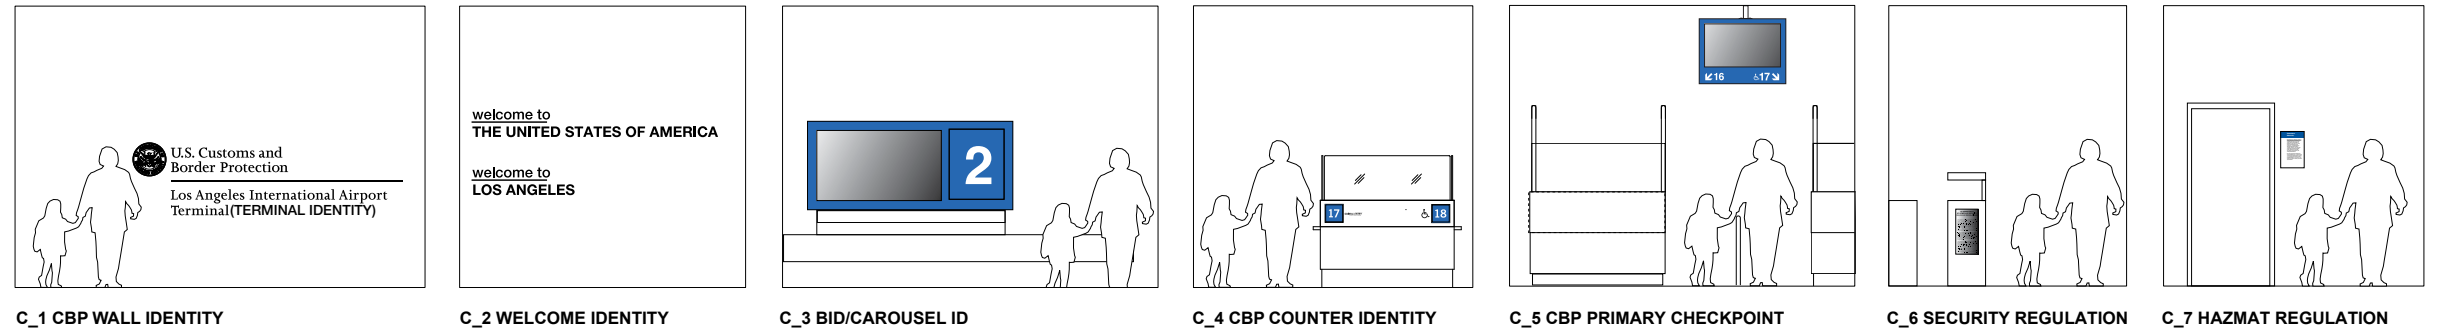 U.S. Customs and
Border Protection
Los Angeles International Airport
Terminal(TERMINAL IDENTITY)
C_1 CBP WALL IDENTITY
welcome to
THE UNITED STATES OF AMERICA
welcome to
LOS ANGELES
C_2 WELCOME IDENTITY
2
C_3 BID/CAROUSEL ID
17
18
C_4 CBP COUNTER IDENTITY
16
17
C_5 CBP PRIMARY CHECKPOINT
C_6 SECURITY REGULATION
C_7 HAZMAT REGULATION